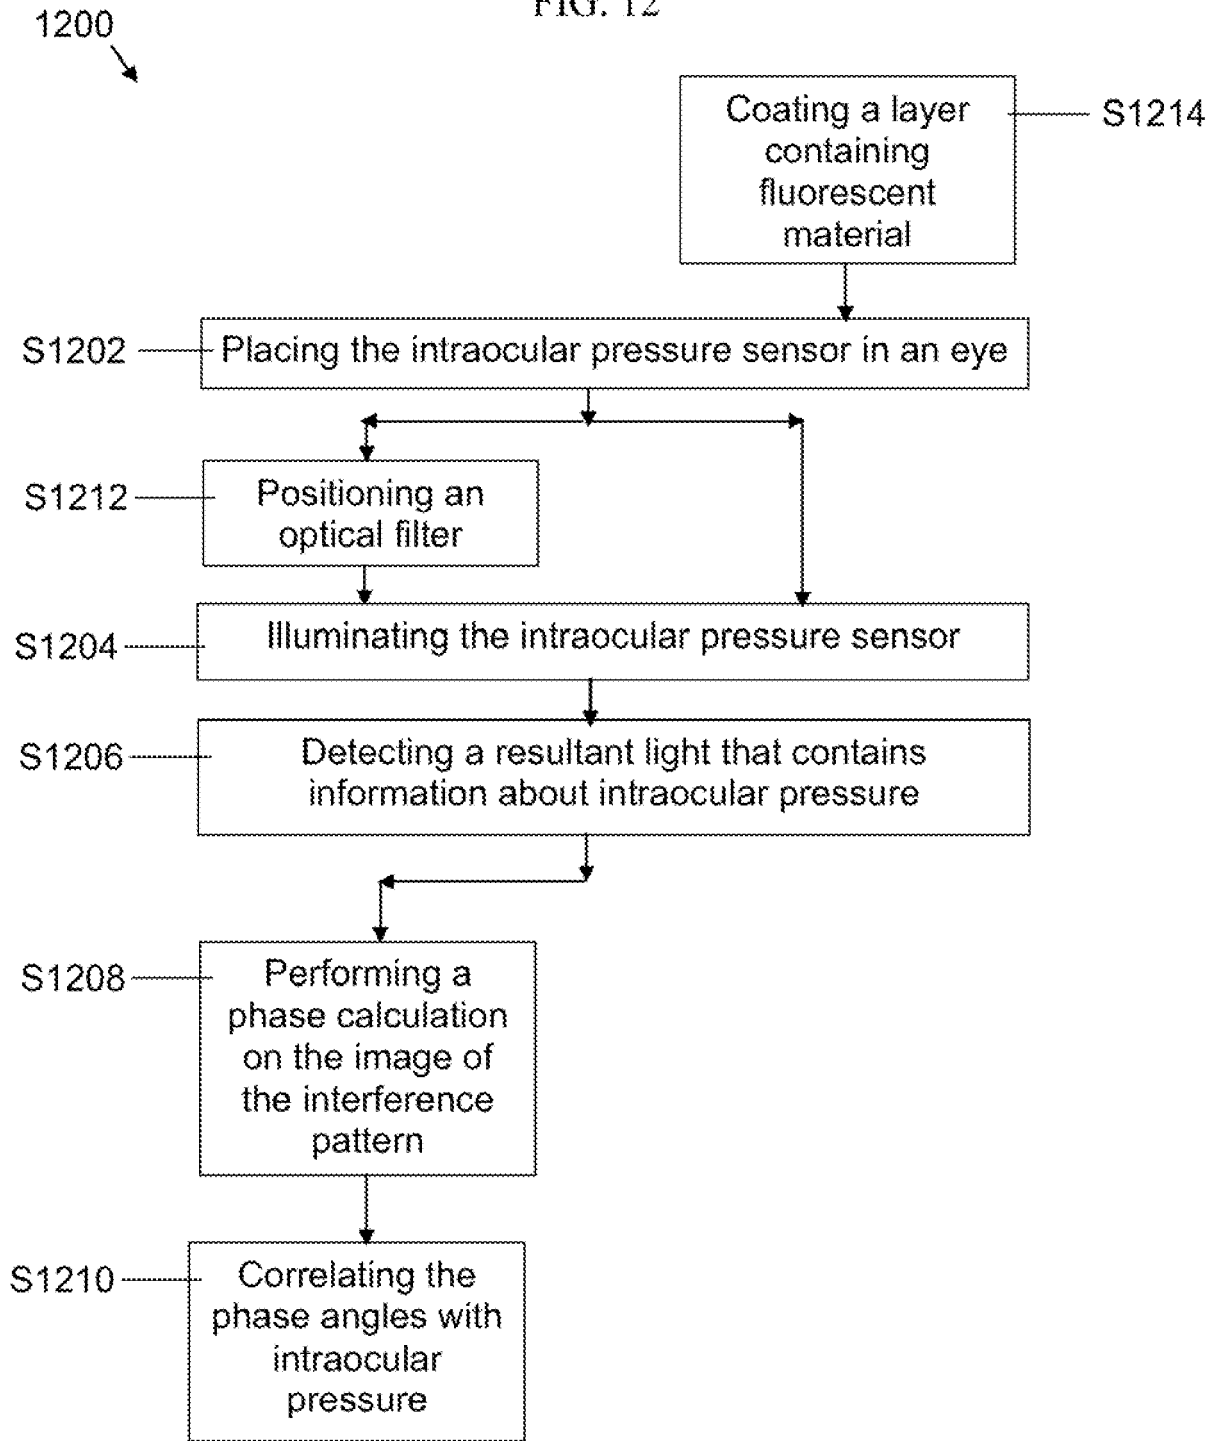 FIG. 12
1200
Coating a layer
containing
fluorescent
material
S1214
S1202
Placing the intraocular pressure sensor in an eye
S1212
Positioning an
optical filter
S1204
Illuminating the intraocular pressure sensor
S1206
Detecting a resultant light that contains
information about intraocular pressure
S1208
Performing a
phase calculation
on the image of
the interference
pattern
S1210
Correlating the
phase angles with
intraocular
pressure